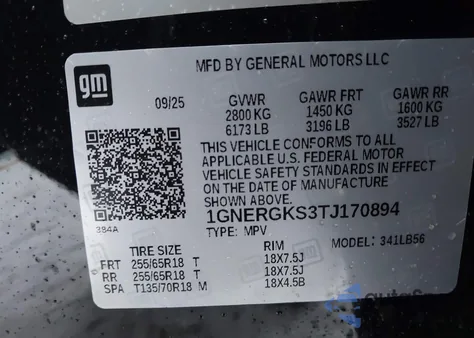 gm
MFD BY GENERAL MOTORS LLC
09/25 GVWR GAWR FRT GAWR RR
2800 KG 1450 KG 1600 KG
6173 LB 3196 LB 3527 LB
THIS VEHICLE CONFORMS TO ALL
APPLICABLE U.S. FEDERAL MOTOR
VEHICLE SAFETY STANDARDS IN EFFECT
ON THE DATE OF MANUFACTURE
SHOWN ABOVE.
384A 1GNERGKS3TJ170894
TYPE: MPV
TIRE SIZE RIM MODEL: 341LB56
FRT 255/65R18 T 18X7.5J
RR 255/65R18 T 18X7.5J
SPA T135/70R18 M 18X4.5B